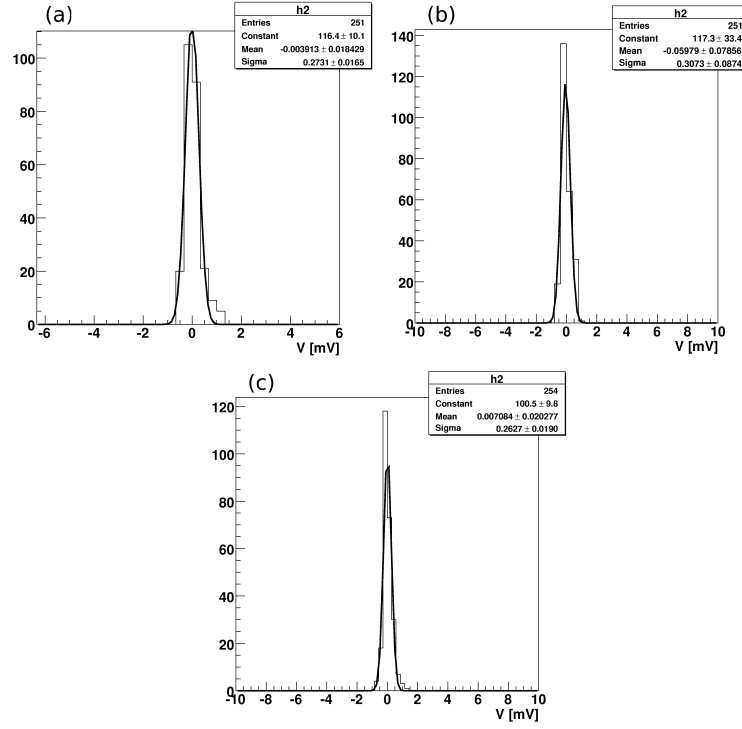 (a)
h2
Entries 251
Constant 116.4 ± 10.1
Mean -0.003913 ± 0.018429
Sigma 0.2731 ± 0.0165
100
80
60
40
20
0
-6 -4 -2 0 2 4 6
V [mV]
(b)
h2
Entries 251
Constant 117.3 ± 33.4
Mean -0.05979 ± 0.07856
Sigma 0.3073 ± 0.0874
140
120
100
80
60
40
20
0
-10 -8 -6 -4 -2 0 2 4 6 8 10
V [mV]
(c)
h2
Entries 254
Constant 100.5 ± 9.8
Mean 0.007084 ± 0.020277
Sigma 0.2627 ± 0.0190
120
100
80
60
40
20
0
-10 -8 -6 -4 -2 0 2 4 6 8 10
V [mV]